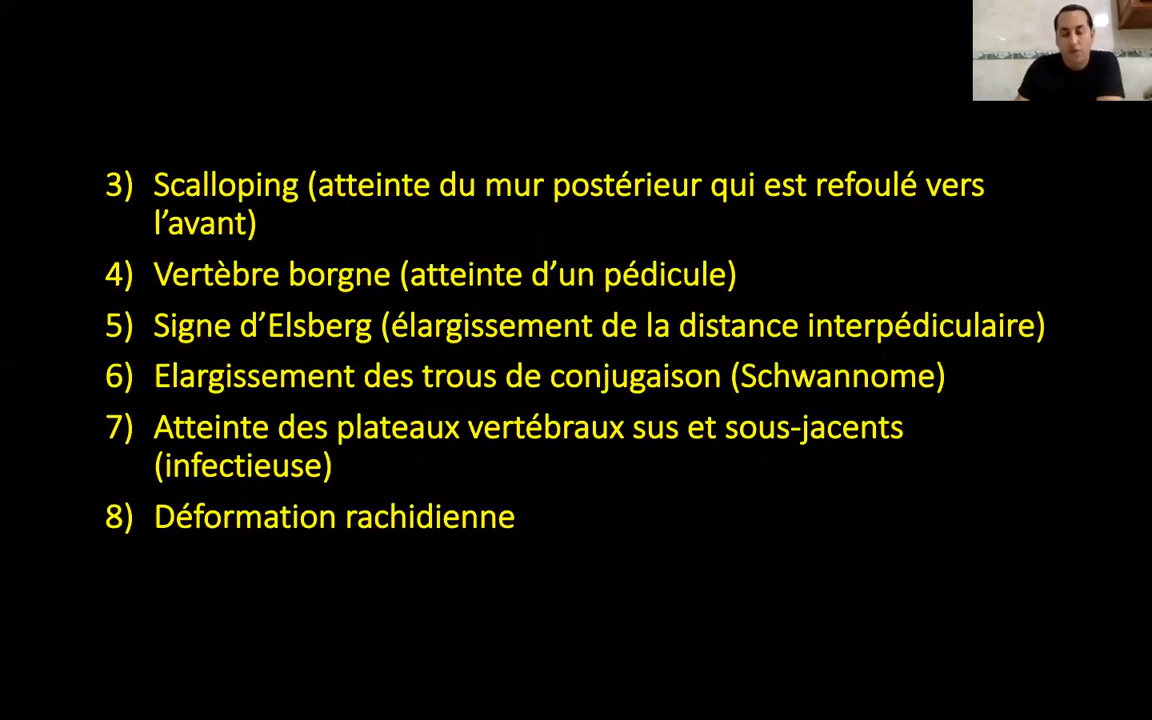 3) Scalloping (atteinte du mur postérieur qui est refoulé vers
l’avant)
4) Vertèbre borgne (atteinte d’un pédicule)
5) Signe d’Elsberg (élargissement de la distance interpédiculaire)
6) Elargissement des trous de conjugaison (Schwannome)
7) Atteinte des plateaux vertébraux sus et sous-jacents
(infectieuse)
8) Déformation rachidienne